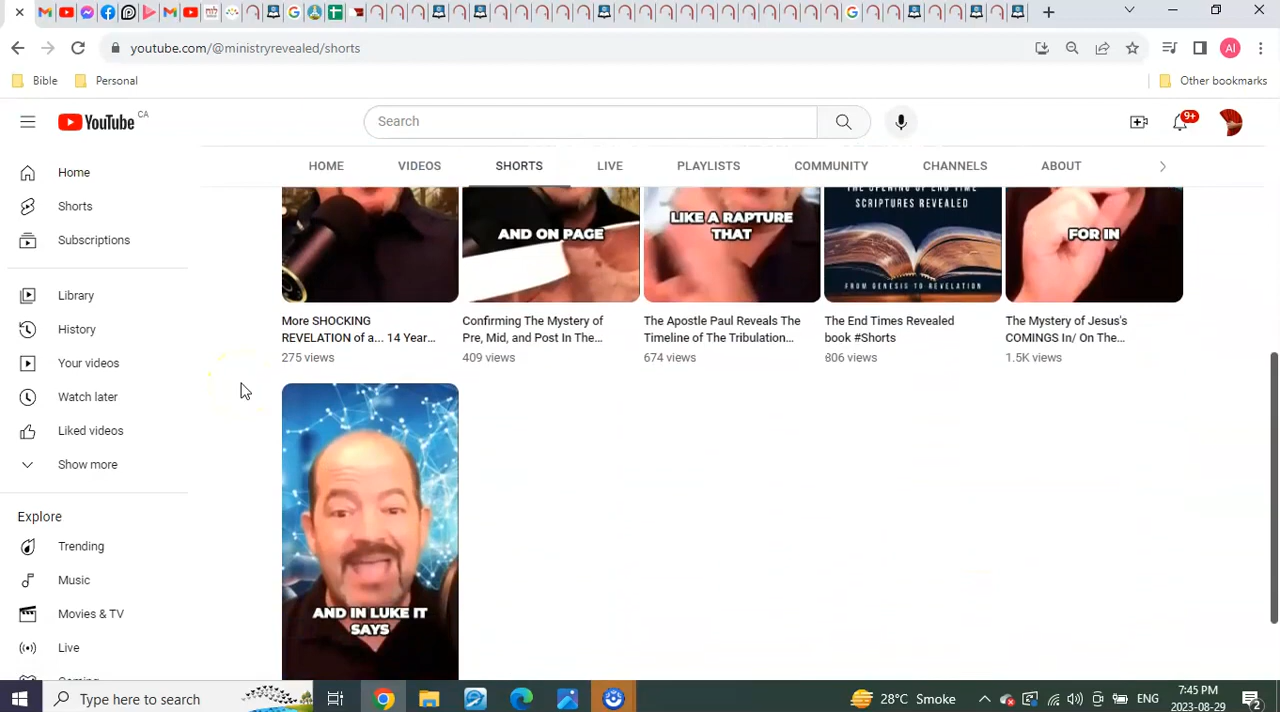 youtube.com/@ministryrevealed/shorts
AI
Bible
Personal
Other bookmarks
YouTube CA
Search
9+
HOME
VIDEOS
SHORTS
LIVE
PLAYLISTS
COMMUNITY
CHANNELS
ABOUT
Home
Shorts
Subscriptions
Library
History
Your videos
Watch later
Liked videos
Show more
Explore
Trending
Music
Movies & TV
Live
AND ON PAGE
LIKE A RAPTURE
THAT
THE OPENING OF END TIME
SCRIPTURES REVEALED
FROM GENESIS TO REVELATION
FOR IN
More SHOCKING
REVELATION of a... 14 Year...
275 views
Confirming The Mystery of
Pre, Mid, and Post In The...
409 views
The Apostle Paul Reveals The
Timeline of The Tribulation...
674 views
The End Times Revealed
book #Shorts
806 views
The Mystery of Jesus's
COMINGS In/ On The...
1.5K views
AND IN LUKE IT
SAYS
Type here to search
28°C Smoke
ENG
7:45 PM
2023-08-29
2